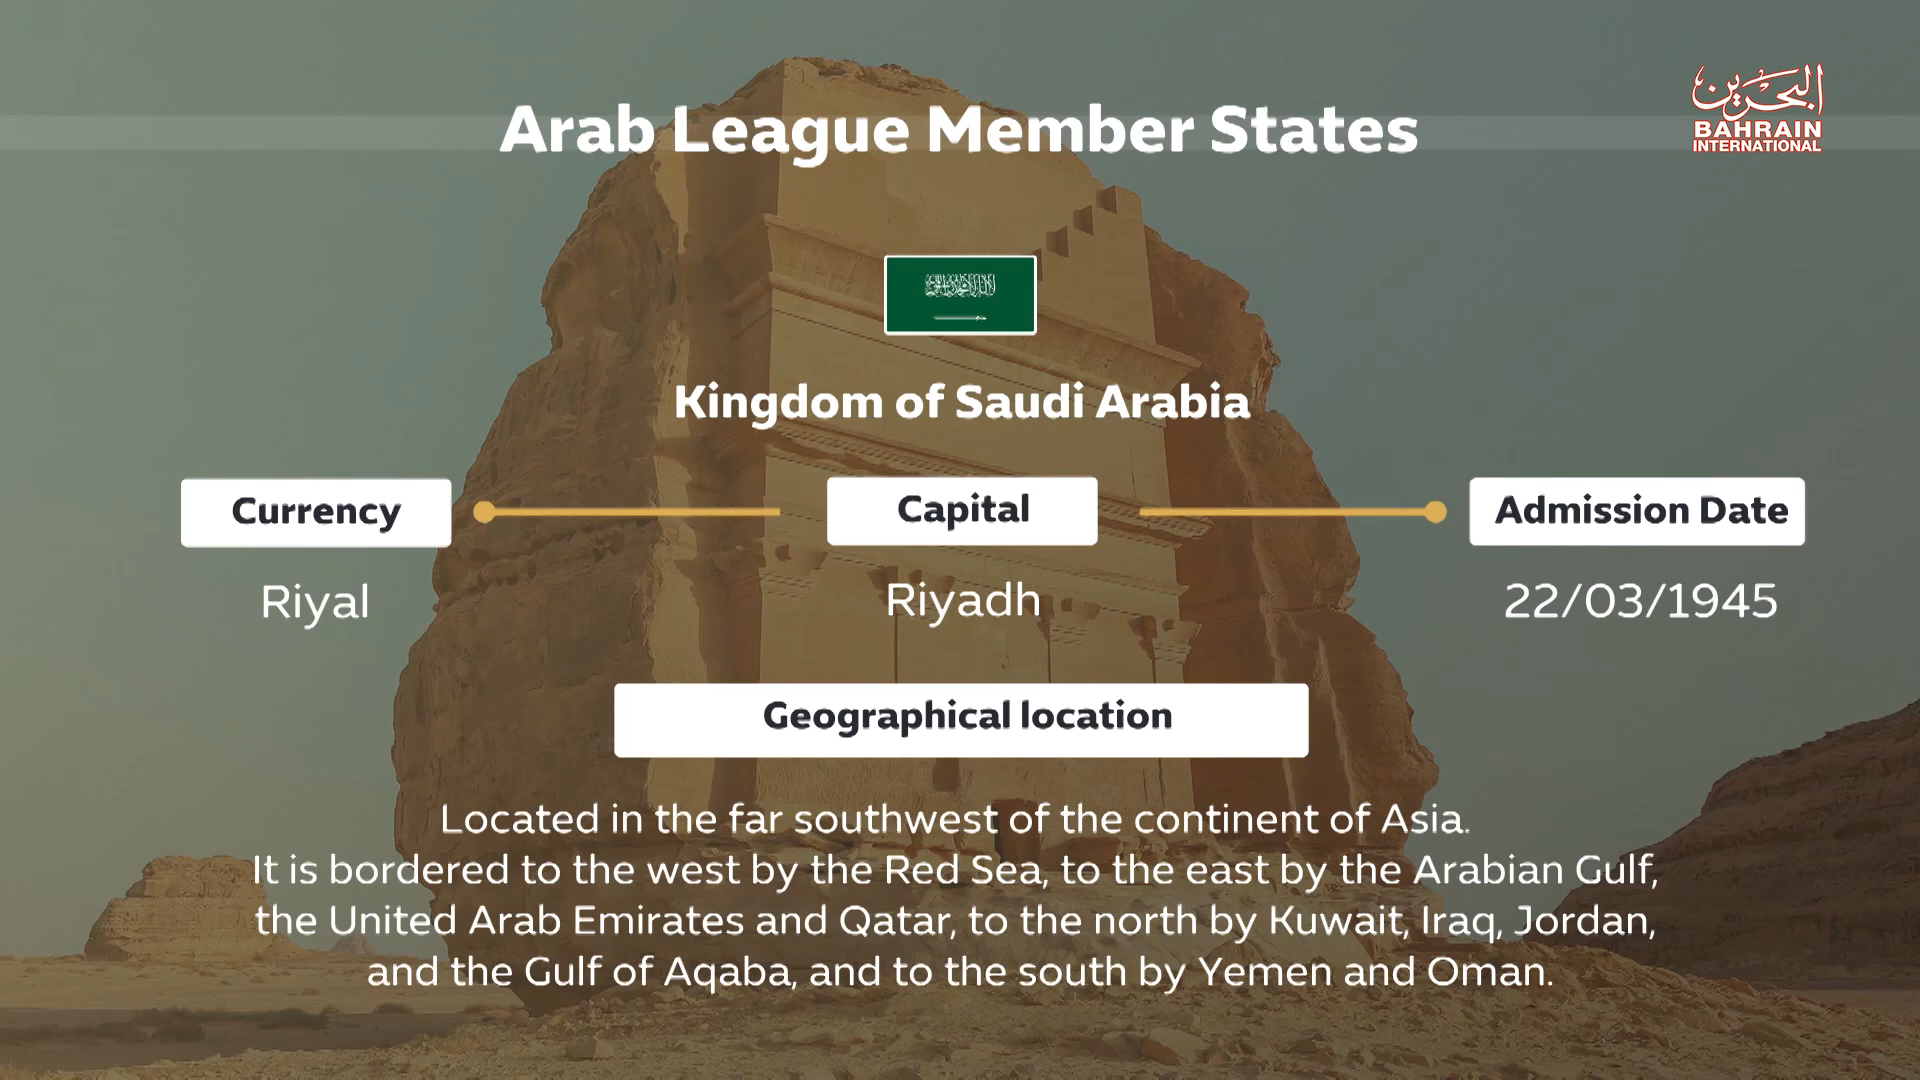 Arab League Member States
البحرين
BAHRAIN
INTERNATIONAL
Kingdom of Saudi Arabia
Currency
Capital
Admission Date
Riyal
Riyadh
22/03/1945
Geographical location
Located in the far southwest of the continent of Asia.
It is bordered to the west by the Red Sea, to the east by the Arabian Gulf,
the United Arab Emirates and Qatar, to the north by Kuwait, Iraq, Jordan,
and the Gulf of Aqaba, and to the south by Yemen and Oman.